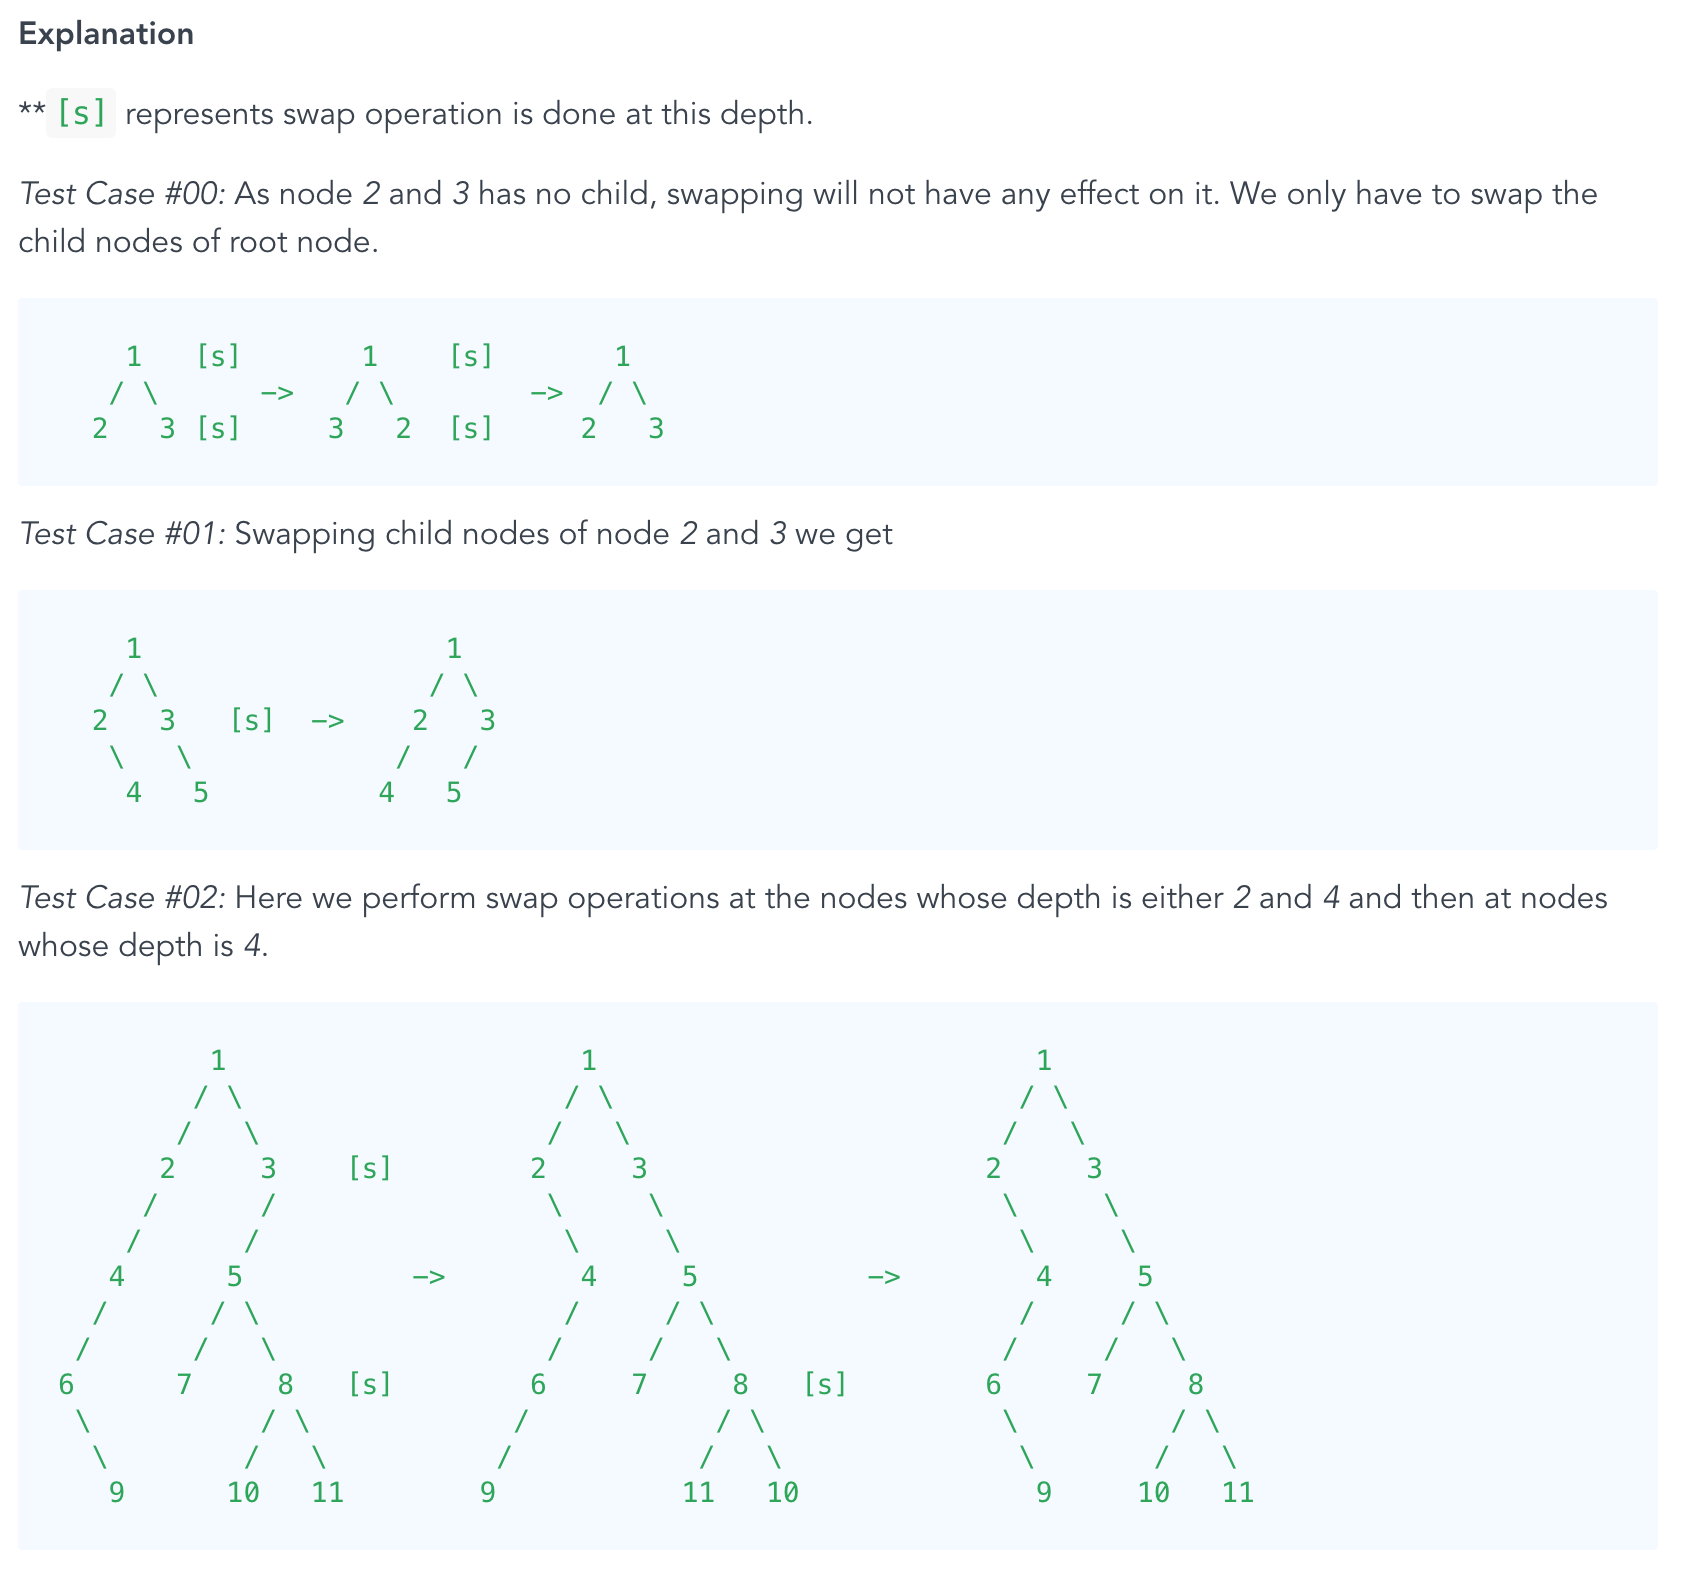 Explanation
**[s] represents swap operation is done at this depth.
Test Case #00: As node 2 and 3 has no child, swapping will not have any effect on it. We only have to swap the
child nodes of root node.
    1   [s]       1    [s]       1
   / \      ->   / \        ->  / \
  2   3 [s]     3   2  [s]     2   3
Test Case #01: Swapping child nodes of node 2 and 3 we get
    1                  1
   / \                / \
  2   3   [s]  ->    2   3
   \   \            /   /
    4   5          4   5
Test Case #02: Here we perform swap operations at the nodes whose depth is either 2 and 4 and then at nodes
whose depth is 4.
         1                     1                          1
        / \                   / \                        / \
       /   \                 /   \                      /   \
      2     3    [s]        2     3                    2     3
     /      /                \     \                    \     \
    /      /                  \     \                    \     \
   4      5          ->        4     5          ->        4     5
  /      / \                  /     / \                  /     / \
 /      /   \                /     /   \                /     /   \
6      7     8   [s]        6     7     8   [s]        6     7     8
 \          / \            /           / \              \         / \
  \        /   \          /           /   \              \       /   \
   9      10   11        9          11   10               9     10   11